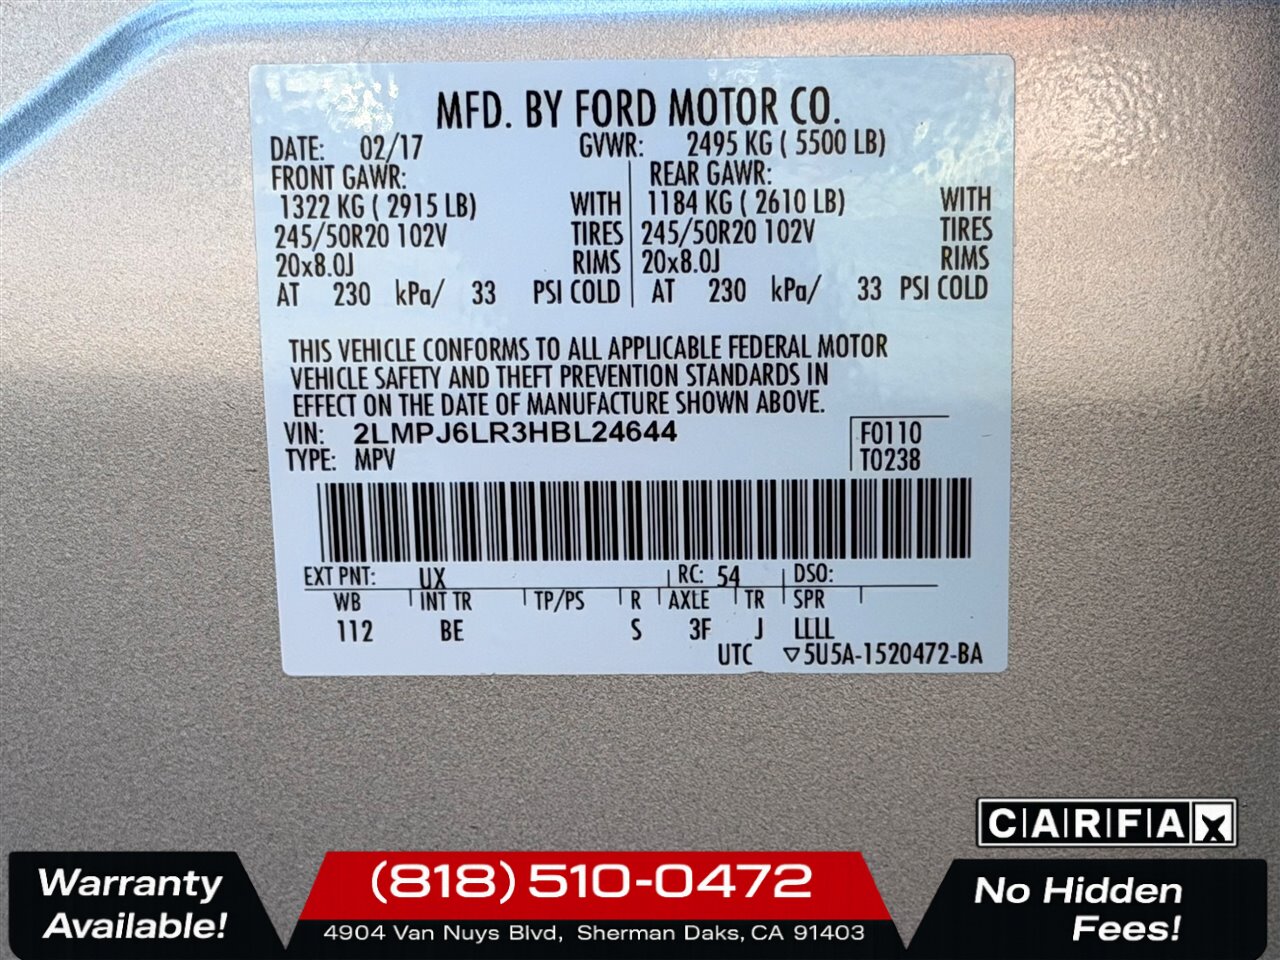 MFD. BY FORD MOTOR CO.
DATE: 02/17 GVWR: 2495 KG ( 5500 LB)
FRONT GAWR: REAR GAWR:
1322 KG ( 2915 LB) WITH 1184 KG ( 2610 LB) WITH
245/50R20 102V TIRES 245/50R20 102V TIRES
20x8.0J RIMS 20x8.0J RIMS
AT 230 kPa/ 33 PSI COLD AT 230 kPa/ 33 PSI COLD
THIS VEHICLE CONFORMS TO ALL APPLICABLE FEDERAL MOTOR
VEHICLE SAFETY AND THEFT PREVENTION STANDARDS IN
EFFECT ON THE DATE OF MANUFACTURE SHOWN ABOVE.
VIN: 2LMPJ6LR3HBL24644 F0110
TYPE: MPV T0238
EXT PNT: UX RC: 54 DSO:
WB INT TR TP/PS R AXLE TR SPR
112 BE S 3F J LLLL
UTC ▽5U5A-1520472-BA
CARFAX
Warranty
Available!
(818) 510-0472
4904 Van Nuys Blvd, Sherman Daks, CA 91403
No Hidden
Fees!